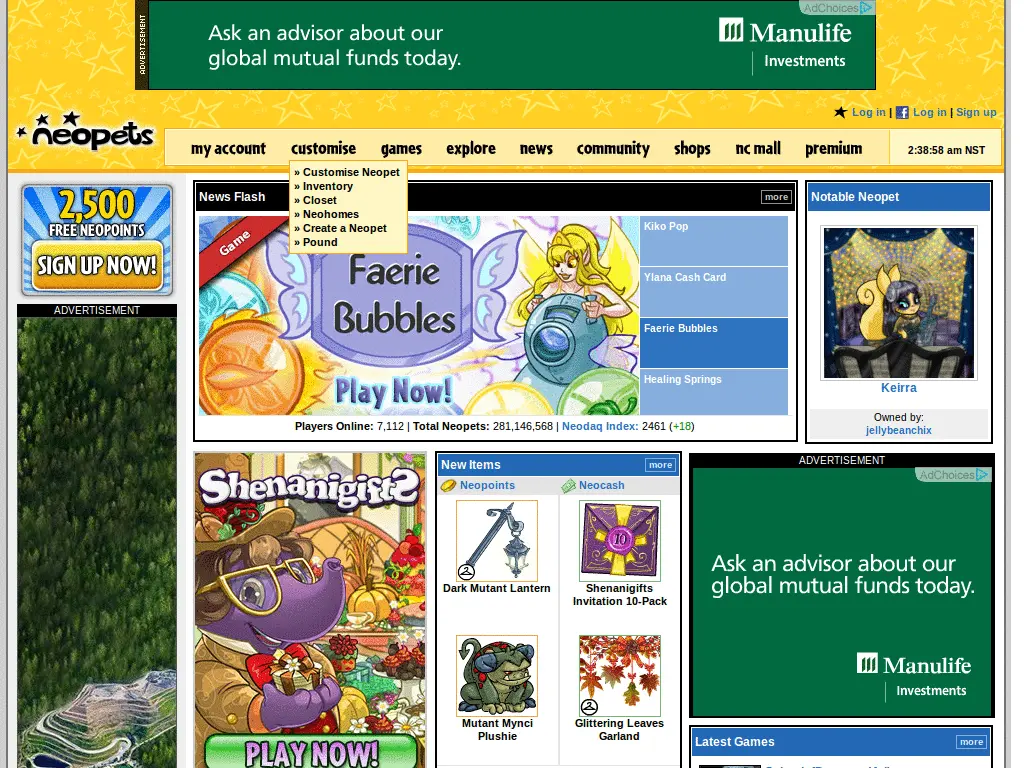 AdChoices
ADVERTISEMENT
Ask an advisor about our
global mutual funds today.
Manulife
Investments
Log in | Log in | Sign up
neopets
my account customise games explore news community shops nc mall premium
2:38:58 am NST
» Customise Neopet
» Inventory
» Closet
» Neohomes
» Create a Neopet
» Pound
2,500
FREE NEOPOINTS
SIGN UP NOW!
ADVERTISEMENT
News Flash
more
Game
Faerie
Bubbles
Play Now!
Kiko Pop
Ylana Cash Card
Faerie Bubbles
Healing Springs
Players Online: 7,112 | Total Neopets: 281,146,568 | Neodaq Index: 2461 (+18)
Notable Neopet
Keirra
Owned by:
jellybeanchix
Shenanigifts
PLAY NOW!
New Items
more
Neopoints
Neocash
Dark Mutant Lantern
10
Shenanigifts
Invitation 10-Pack
Mutant Mynci
Plushie
Glittering Leaves
Garland
ADVERTISEMENT
AdChoices
Ask an advisor about our
global mutual funds today.
Manulife
Investments
Latest Games
more